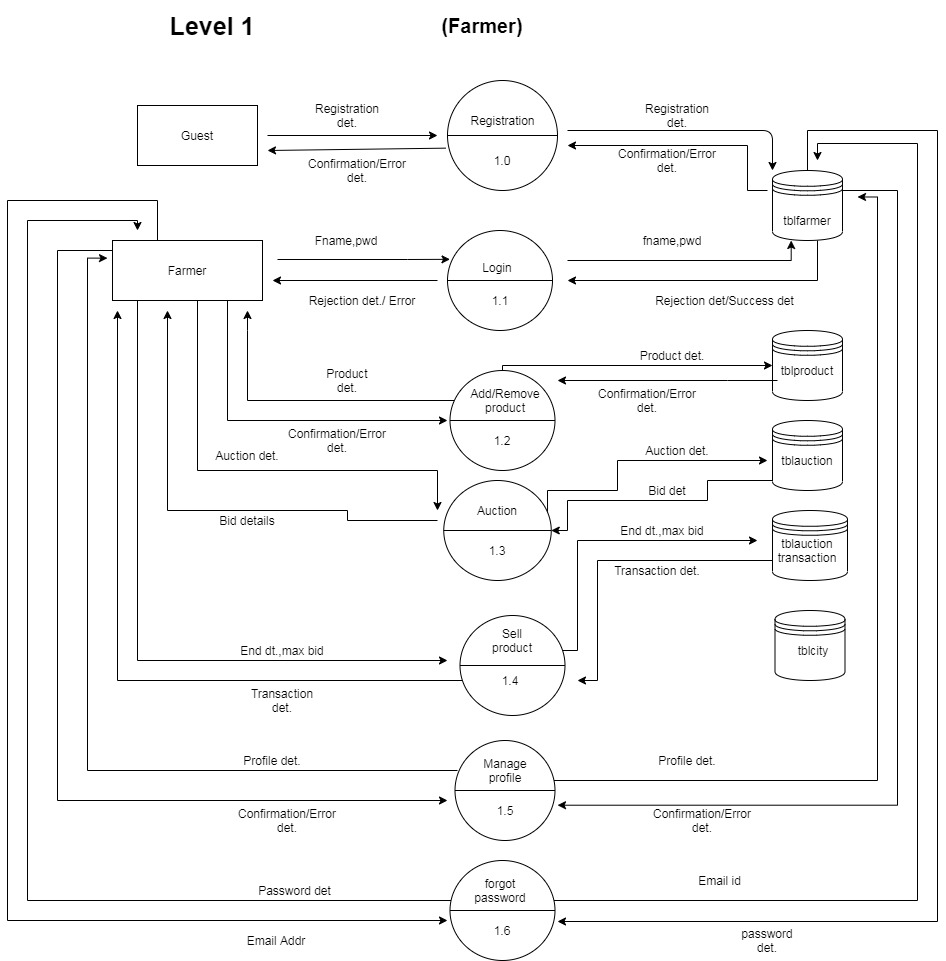 Level 1
(Farmer)
Registration
det.
Registration
det.
Guest
Registration
1.0
Confirmation/Error
det.
Confirmation/Error
det.
tblfarmer
Fname,pwd
fname,pwd
Farmer
Login
1.1
Rejection det./ Error
Rejection det/Success det
Product det.
Product
det.
Add/Remove
product
1.2
tblproduct
Confirmation/Error
det.
Confirmation/Error
det.
Auction det.
Auction det.
tblauction
Bid det
Auction
1.3
Bid details
End dt.,max bid
tblauction
transaction
Transaction det.
Sell
product
1.4
End dt.,max bid
tblcity
Transaction
det.
Profile det.
Manage
profile
1.5
Profile det.
Confirmation/Error
det.
Confirmation/Error
det.
Password det
forgot
password
1.6
Email id
Email Addr
password
det.